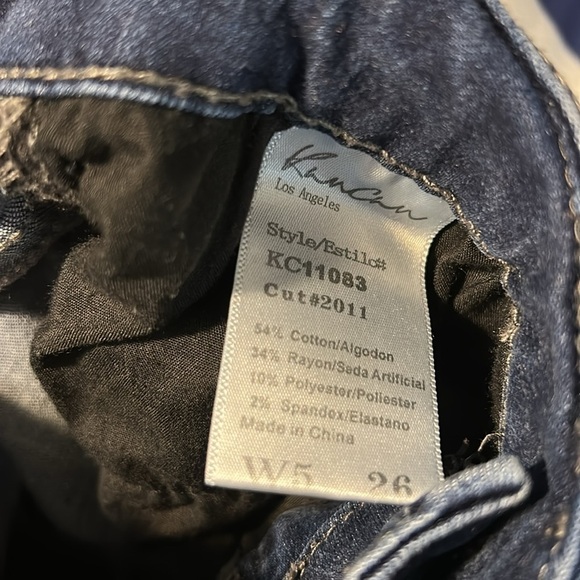 KanCan
Los Angeles
Style/Estilo#
KC11083
Cut#2011
54% Cotton/Algodon
34% Rayon/Seda Artificial
10% Polyester/Poliester
2% Spandex/Elastano
Made in China
W5 26